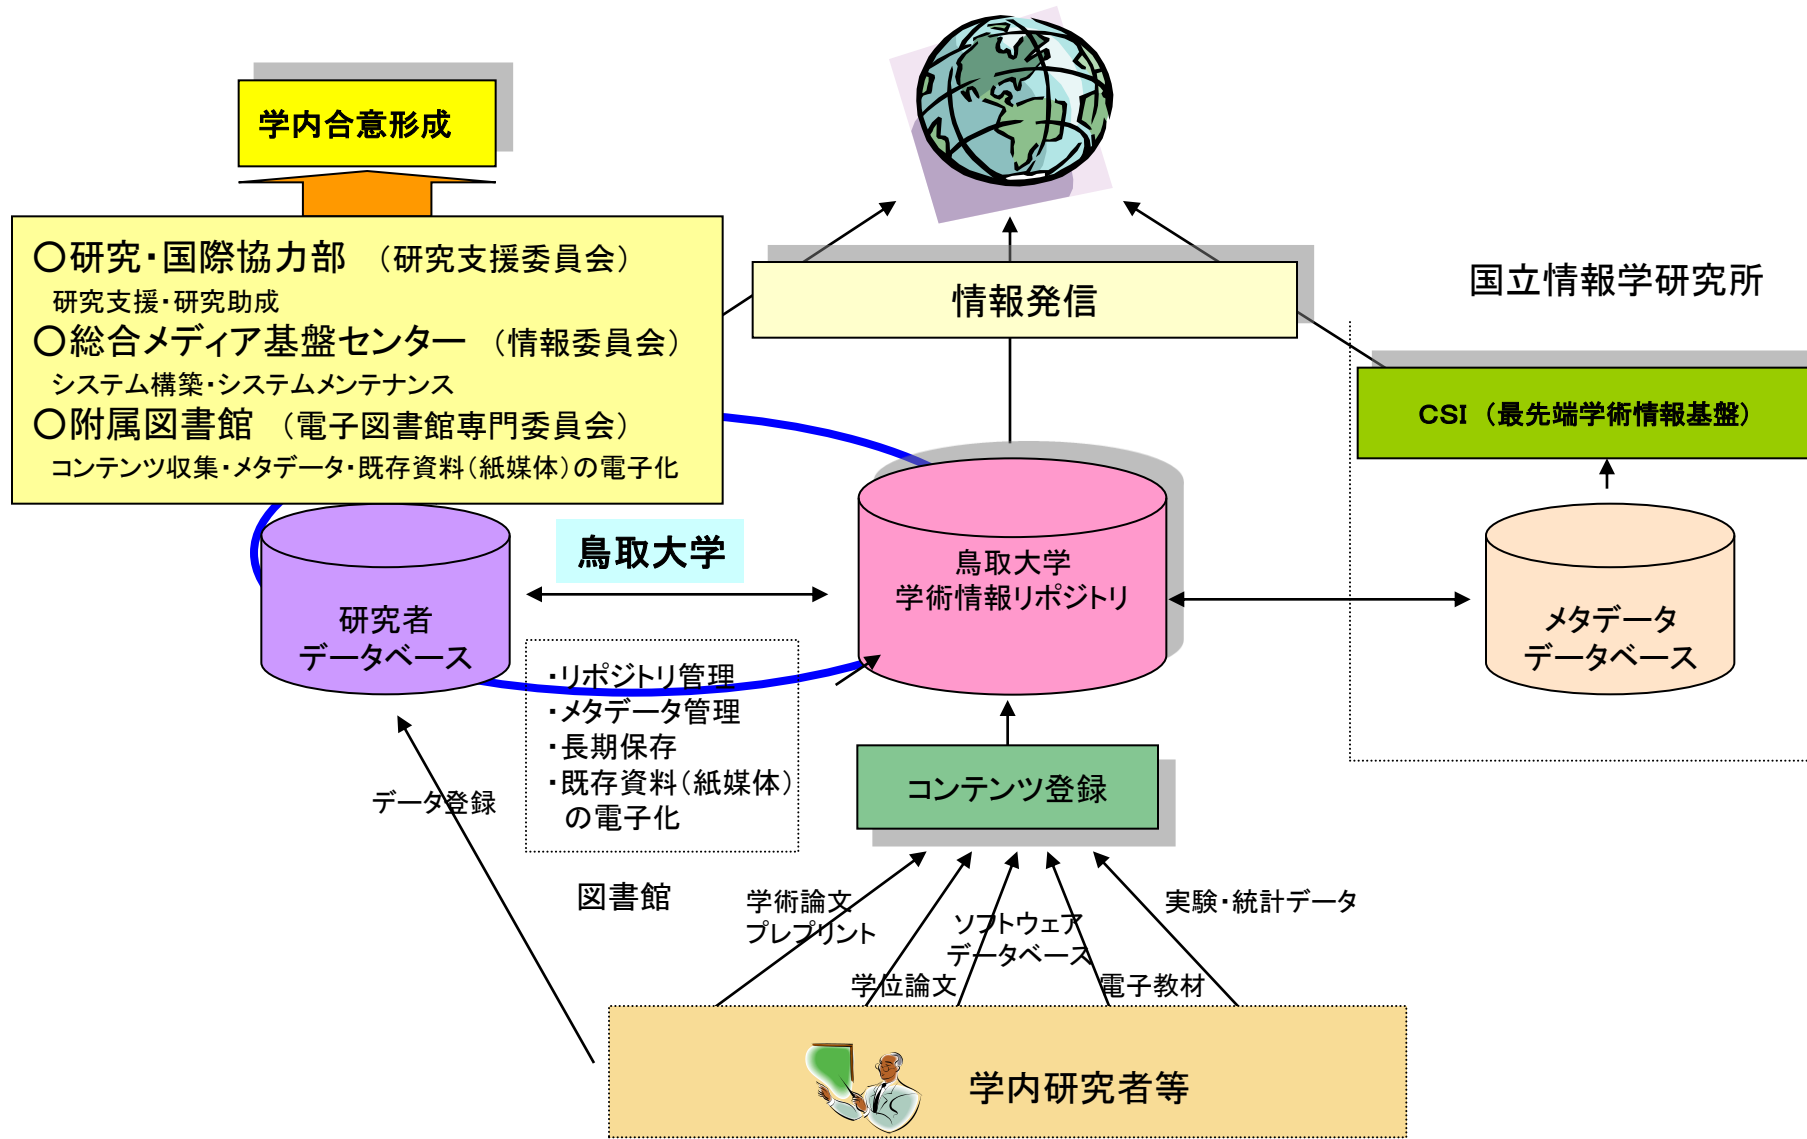 学内合意形成
〇研究・国際協力部 （研究支援委員会）
研究支援・研究助成
〇総合メディア基盤センター （情報委員会）
システム構築・システムメンテナンス
〇附属図書館 （電子図書館専門委員会）
コンテンツ収集・メタデータ・既存資料（紙媒体）の電子化
情報発信
国立情報学研究所
CSI （最先端学術情報基盤）
鳥取大学
鳥取大学
学術情報リポジトリ
研究者
データベース
メタデータ
データベース
・リポジトリ管理
・メタデータ管理
・長期保存
・既存資料（紙媒体）
の電子化
データ登録
コンテンツ登録
図書館
学術論文
プレプリント
学位論文
ソフトウェア
データベース
電子教材
実験・統計データ
学内研究者等